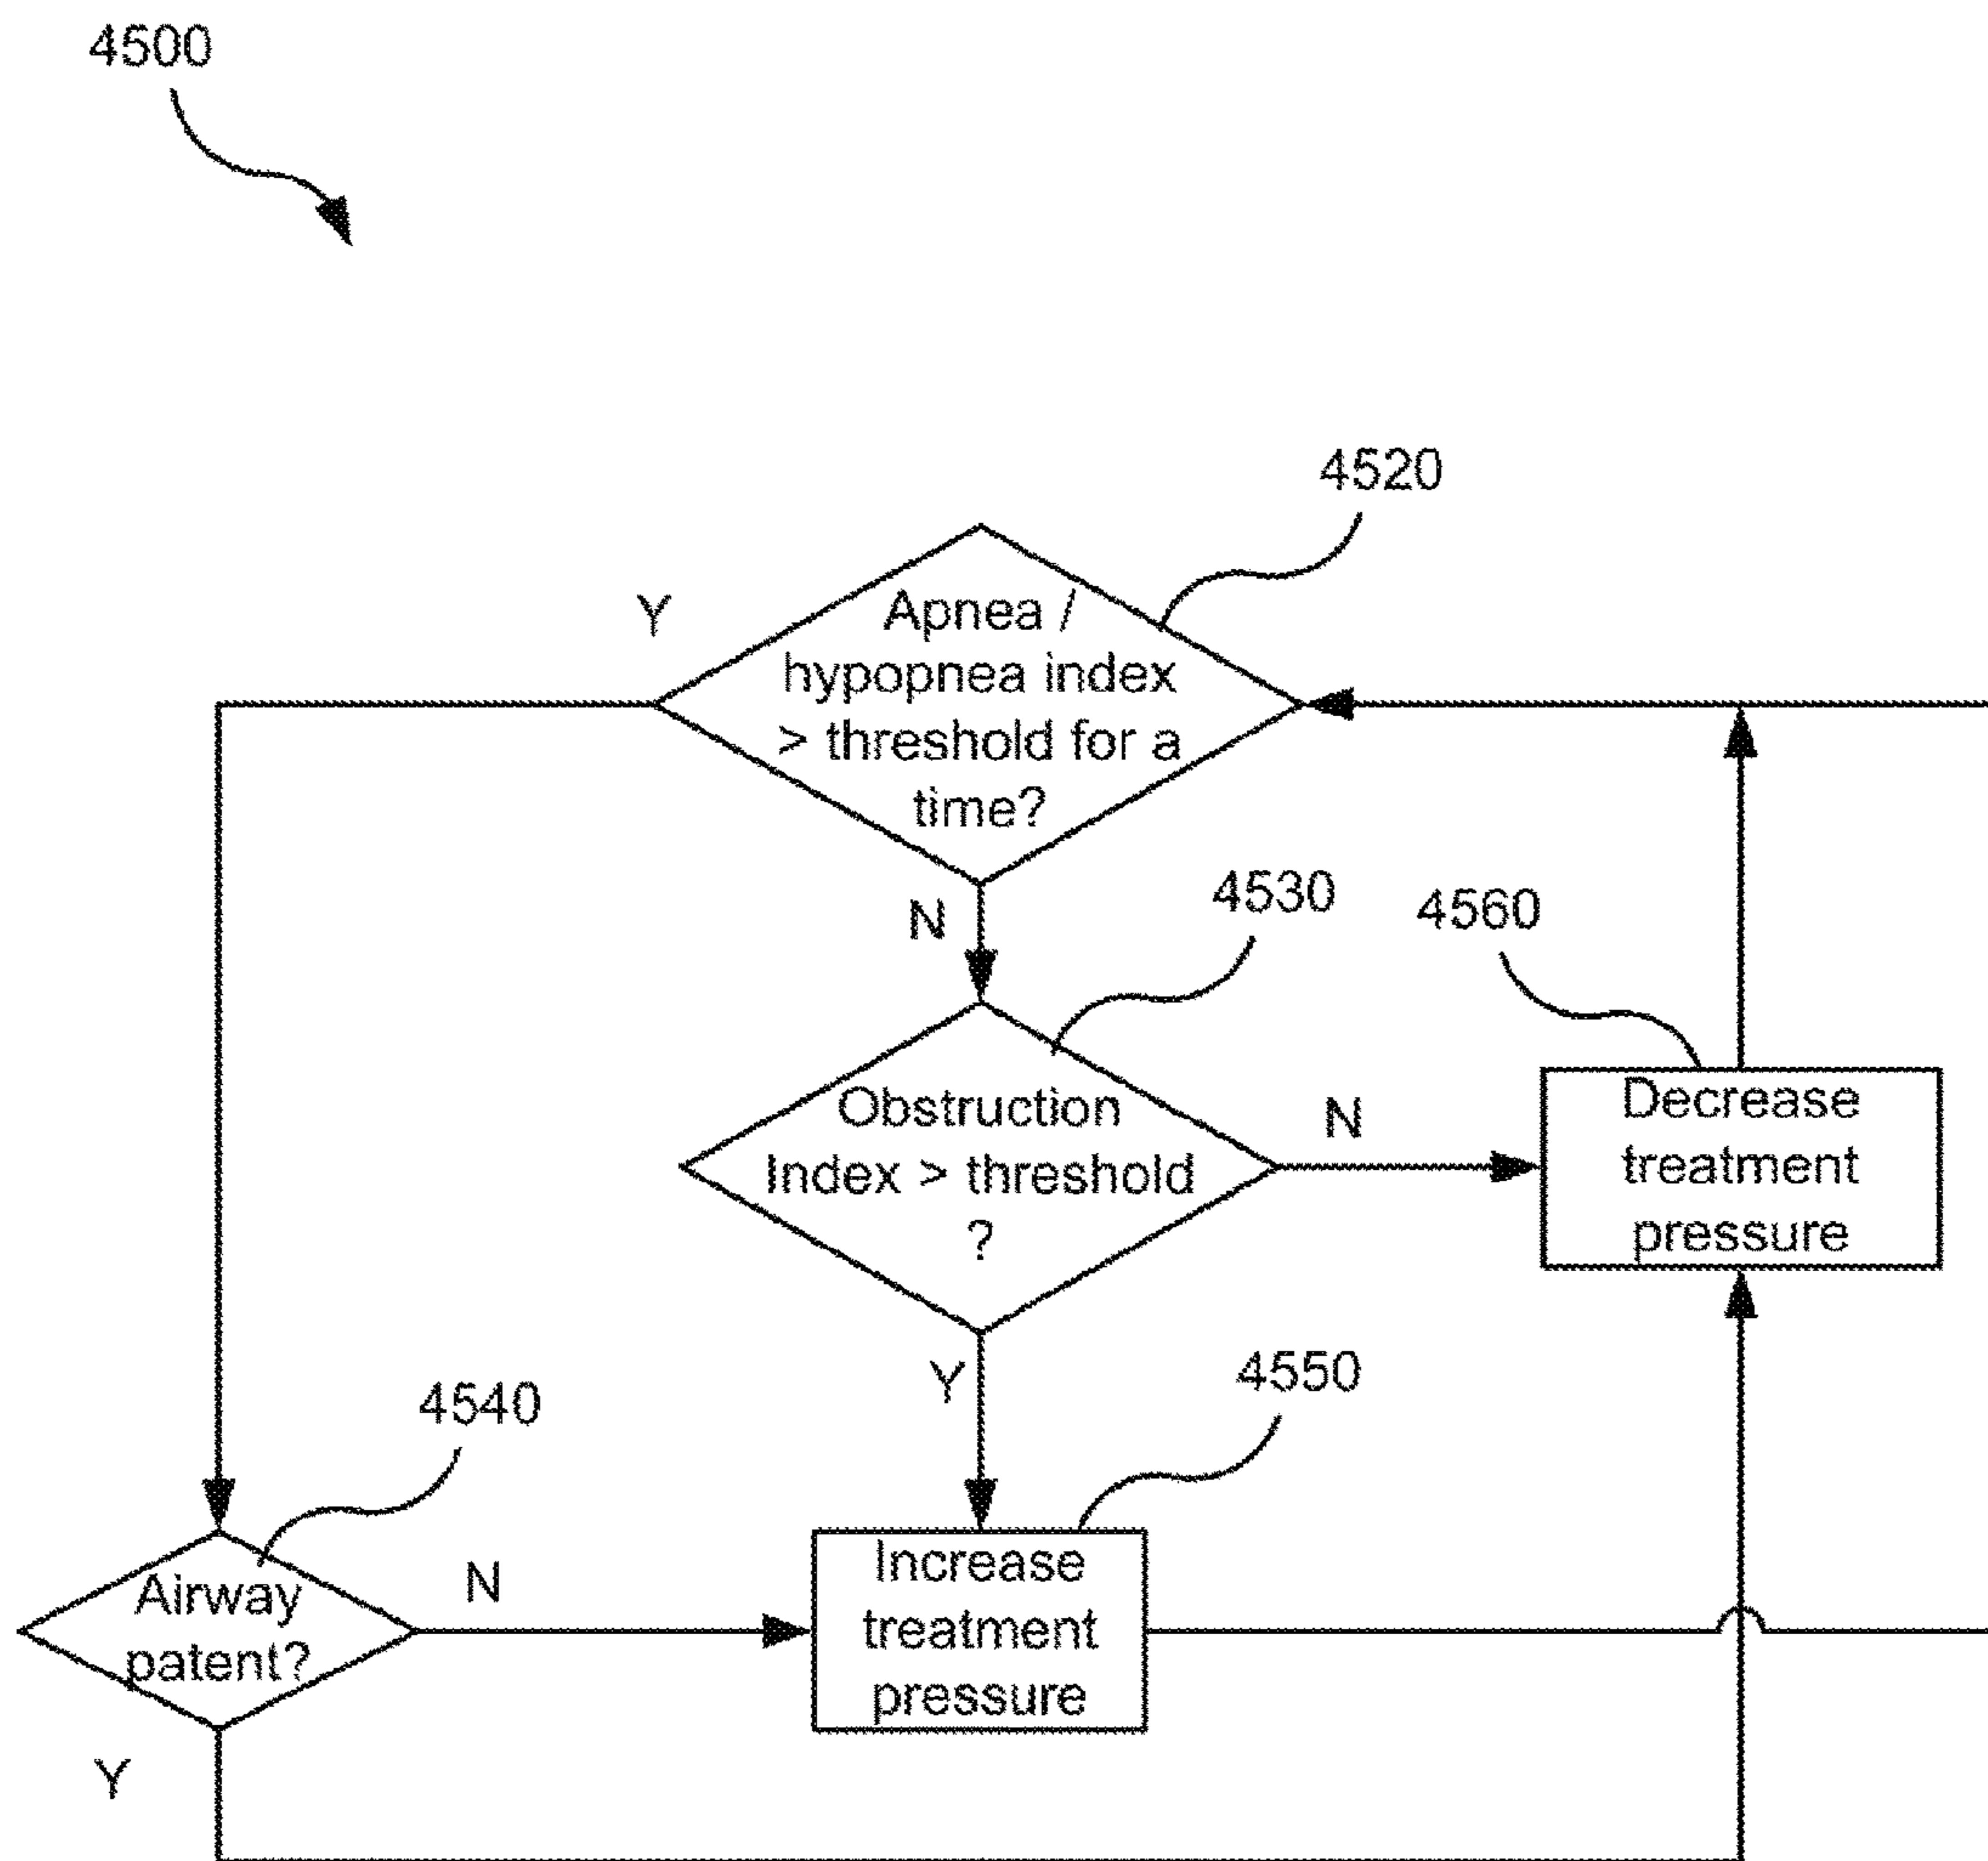 4500
4520
Y
Apnea /
hypopnea index
> threshold for a
time?
N
4530
4560
Obstruction
Index > threshold
?
N
Decrease
treatment
pressure
Y
4550
4540
Airway
patent?
N
Increase
treatment
pressure
Y